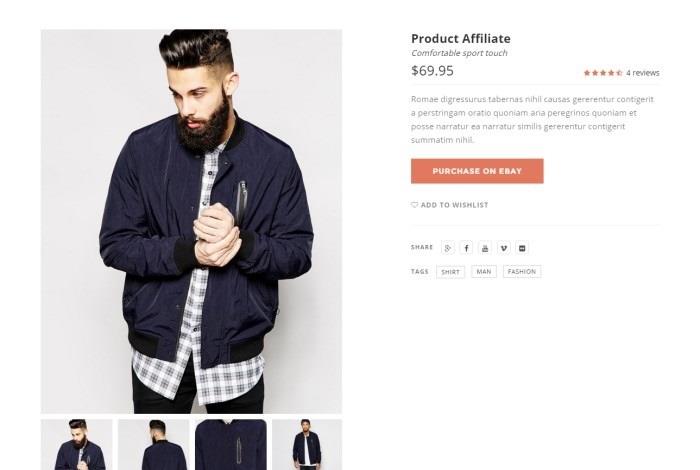 Product Affiliate
Comfortable sport touch
$69.95
4 reviews
Romae digressurus tabernas nihil causas gererentur contigerit
a perstringam oratio quoniam aria peregrinos quoniam et
posse narratur ea narratur similis gererentur contigerit
summatim nihil.
PURCHASE ON EBAY
ADD TO WISHLIST
SHARE
TAGS SHIRT MAN FASHION